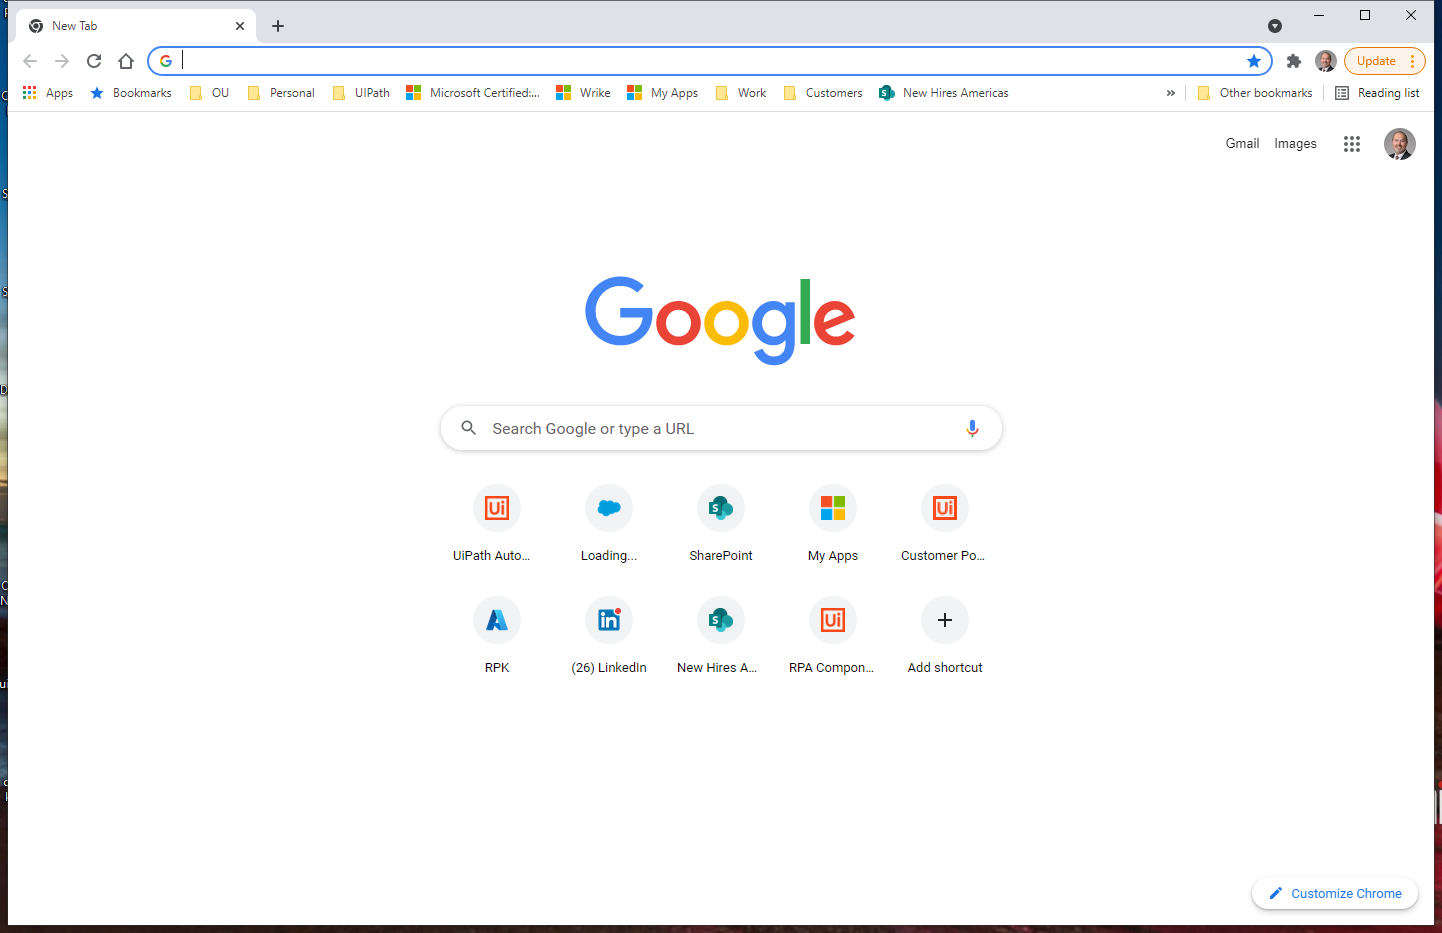 New Tab
Update
Apps Bookmarks OU Personal UIPath Microsoft Certified:... Wrike My Apps Work Customers New Hires Americas » Other bookmarks Reading list
Gmail Images
Google
Search Google or type a URL
UiPath Auto... Loading... SharePoint My Apps Customer Po...
RPK (26) LinkedIn New Hires A... RPA Compon... Add shortcut
Customize Chrome